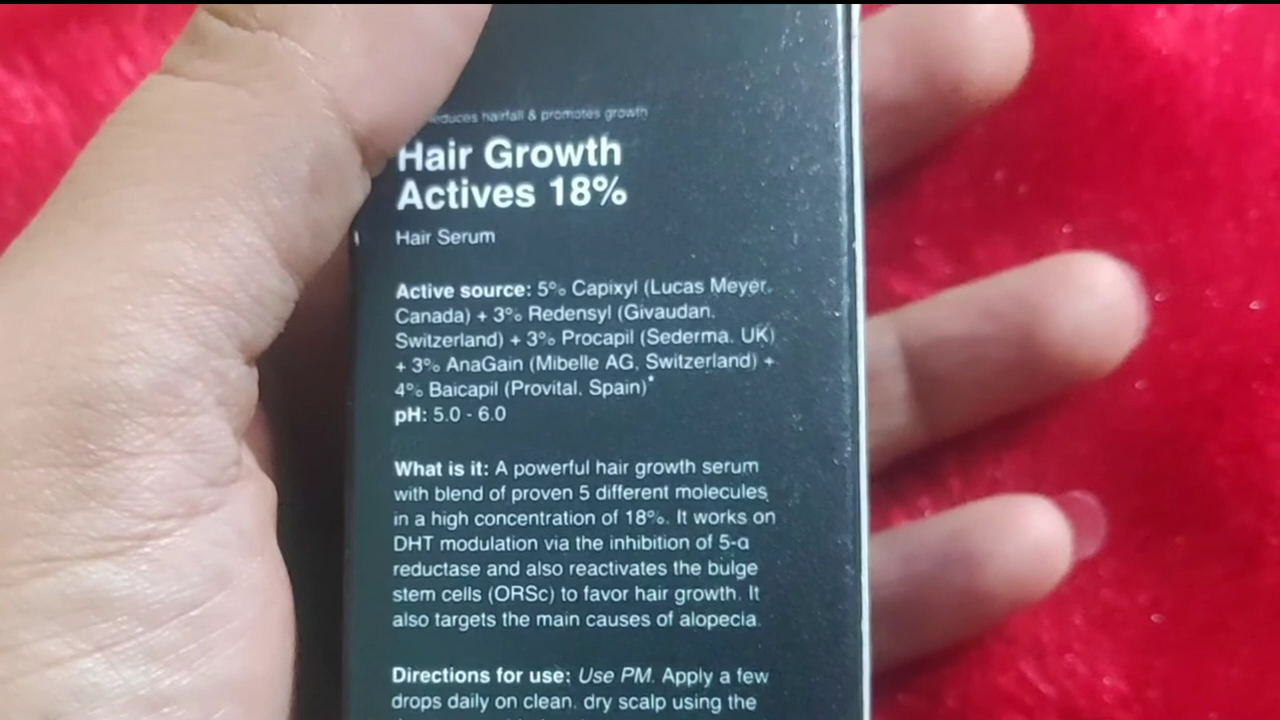 hairfall & promotes growth
Hair Growth
Actives 18%
Hair Serum
Active source: 5% Capixyl (Lucas Meyer,
Canada) + 3% Redensyl (Givaudan,
Switzerland) + 3% Procapil (Sederma, UK)
+ 3% AnaGain (Mibelle AG, Switzerland) +
4% Baicapil (Provital, Spain)*
pH: 5.0 - 6.0
What is it: A powerful hair growth serum
with blend of proven 5 different molecules
in a high concentration of 18%. It works on
DHT modulation via the inhibition of 5-α
reductase and also reactivates the bulge
stem cells (ORSc) to favor hair growth. It
also targets the main causes of alopecia.
Directions for use: Use PM. Apply a few
drops daily on clean, dry scalp using the